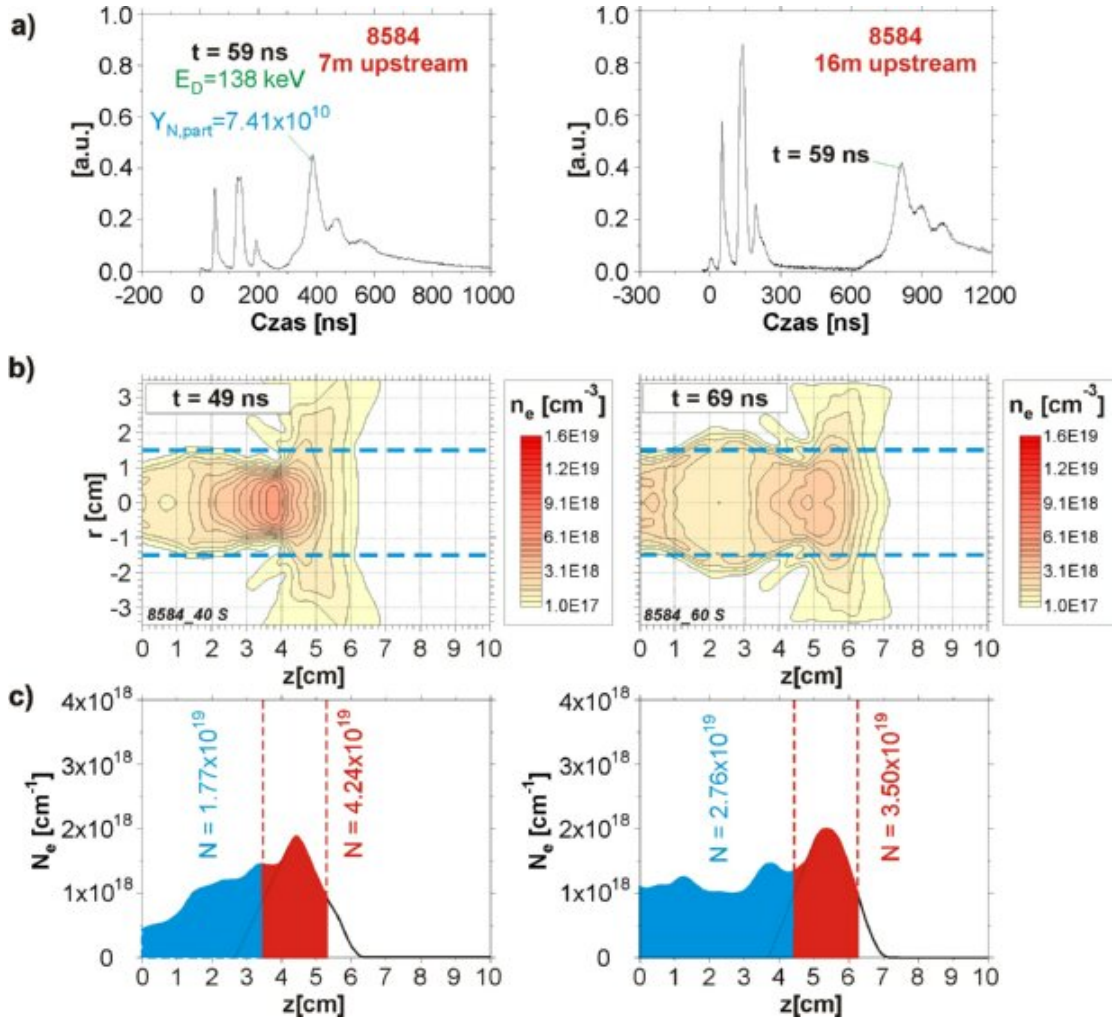 a)
1.0
0.8
0.6
0.4
0.2
0.0
[a.u.]
t = 59 ns
E_D=138 keV
Y_N,part=7.41x10^10
8584
7m upstream
-200 0 200 400 600 800 1000
Czas [ns]
1.0
0.8
0.6
0.4
0.2
0.0
[a.u.]
8584
16m upstream
t = 59 ns
-300 0 300 600 900 1200
Czas [ns]
b)
3
2
1
0
-1
-2
-3
r [cm]
t = 49 ns
8584_40 S
0 1 2 3 4 5 6 7 8 9 10
z[cm]
n_e [cm^-3]
1.6E19
1.2E19
9.1E18
6.1E18
3.1E18
1.0E17
t = 69 ns
8584_60 S
0 1 2 3 4 5 6 7 8 9 10
z[cm]
n_e [cm^-3]
1.6E19
1.2E19
9.1E18
6.1E18
3.1E18
1.0E17
c)
4x10^18
3x10^18
2x10^18
1x10^18
0
N_e [cm^-1]
N = 1.77x10^19
N = 4.24x10^19
0 1 2 3 4 5 6 7 8 9 10
z[cm]
4x10^18
3x10^18
2x10^18
1x10^18
0
N_e [cm^-1]
N = 2.76x10^19
N = 3.50x10^19
0 1 2 3 4 5 6 7 8 9 10
z[cm]